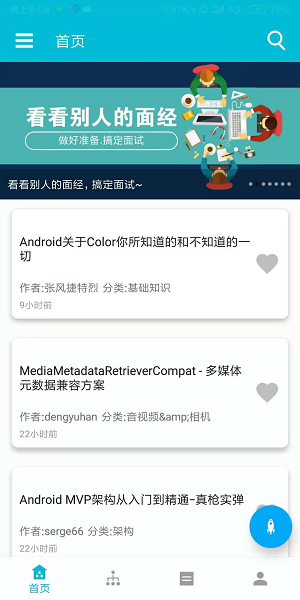 晚上8:04
3.51K/s
4G
75%
首页
看看别人的面经
做好准备.搞定面试
看看别人的面经，搞定面试~
Android关于Color你所知道的和不知道的一
切
作者:张风捷特烈 分类:基础知识
9小时前
MediaMetadataRetrieverCompat - 多媒体
元数据兼容方案
作者:dengyuhan 分类:音视频&amp;相机
22小时前
Android MVP架构从入门到精通-真枪实弹
作者:serge66 分类:架构
22小时前
首页